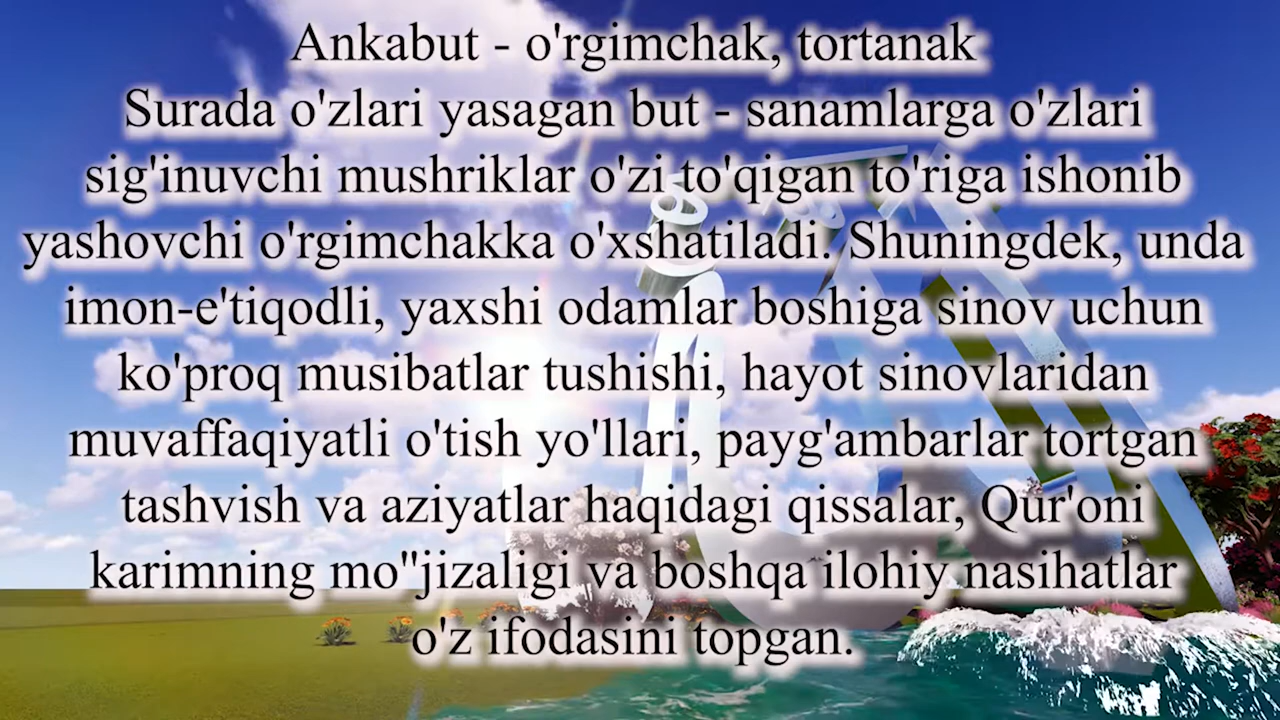 Ankabut - o'rgimchak, tortanak
Surada o'zlari yasagan but - sanamlarga o'zlari
sig'inuvchi mushriklar o'zi to'qigan to'riga ishonib
yashovchi o'rgimchakka o'xshatiladi. Shuningdek, unda
imon-e'tiqodli, yaxshi odamlar boshiga sinov uchun
ko'proq musibatlar tushishi, hayot sinovlaridan
muvaffaqiyatli o'tish yo'llari, payg'ambarlar tortgan
tashvish va aziyatlar haqidagi qissalar, Qur'oni
karimning mo''jizaligi va boshqa ilohiy nasihatlar
o'z ifodasini topgan.